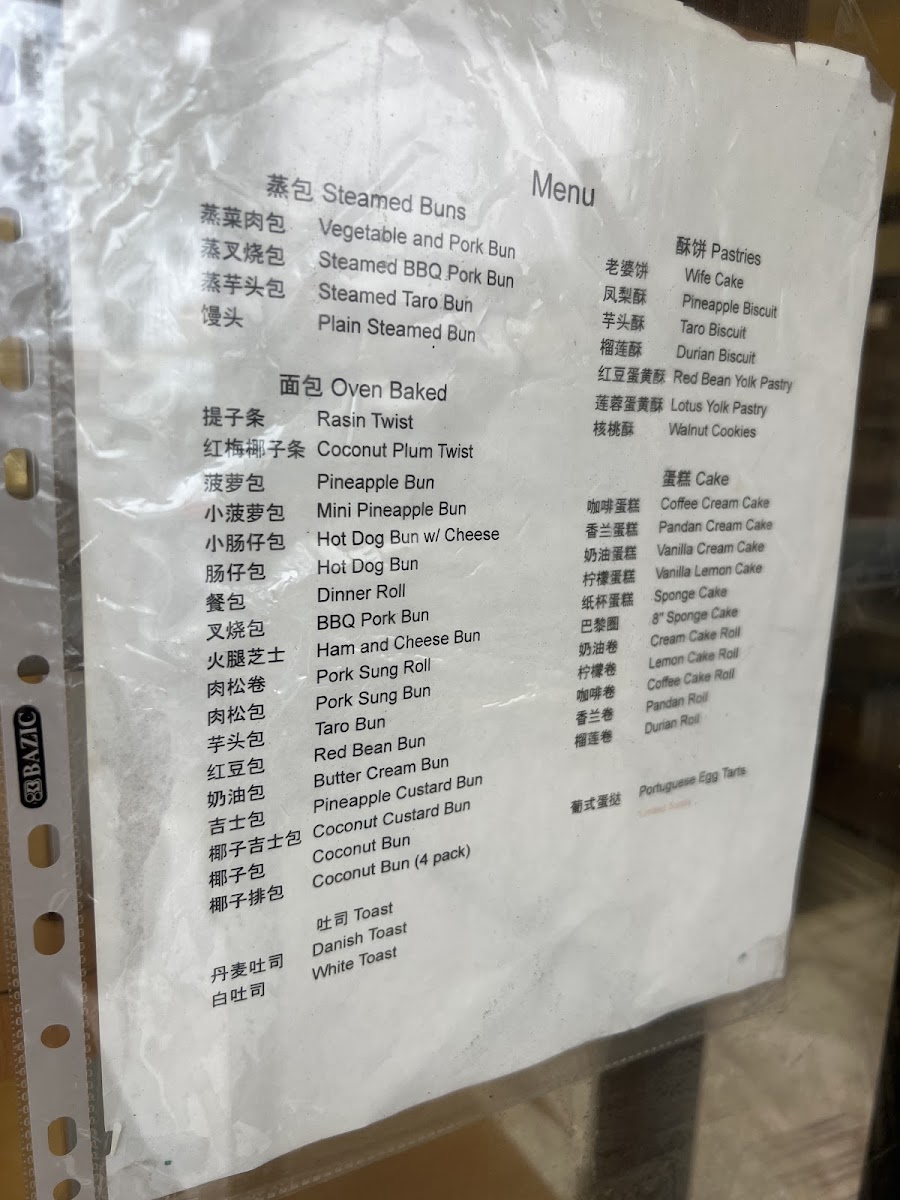 Menu
蒸包 Steamed Buns
蒸菜肉包 Vegetable and Pork Bun
蒸叉烧包 Steamed BBQ Pork Bun
蒸芋头包 Steamed Taro Bun
馒头 Plain Steamed Bun
面包 Oven Baked
提子条 Rasin Twist
红梅椰子条 Coconut Plum Twist
菠萝包 Pineapple Bun
小菠萝包 Mini Pineapple Bun
小肠仔包 Hot Dog Bun w/ Cheese
肠仔包 Hot Dog Bun
餐包 Dinner Roll
叉烧包 BBQ Pork Bun
火腿芝士 Ham and Cheese Bun
肉松卷 Pork Sung Roll
肉松包 Pork Sung Bun
芋头包 Taro Bun
红豆包 Red Bean Bun
奶油包 Butter Cream Bun
吉士包 Pineapple Custard Bun
椰子吉士包 Coconut Custard Bun
椰子包 Coconut Bun
椰子排包 Coconut Bun (4 pack)
吐司 Toast
丹麦吐司 Danish Toast
白吐司 White Toast
酥饼 Pastries
老婆饼 Wife Cake
凤梨酥 Pineapple Biscuit
芋头酥 Taro Biscuit
榴莲酥 Durian Biscuit
红豆蛋黄酥 Red Bean Yolk Pastry
莲蓉蛋黄酥 Lotus Yolk Pastry
核桃酥 Walnut Cookies
蛋糕 Cake
咖啡蛋糕 Coffee Cream Cake
香兰蛋糕 Pandan Cream Cake
奶油蛋糕 Vanilla Cream Cake
柠檬蛋糕 Vanilla Lemon Cake
纸杯蛋糕 Sponge Cake
巴黎圈 8" Sponge Cake
奶油卷 Cream Cake Roll
柠檬卷 Lemon Cake Roll
咖啡卷 Coffee Cake Roll
香兰卷 Pandan Roll
榴莲卷 Durian Roll
葡式蛋挞 Portuguese Egg Tarts
BAZIC